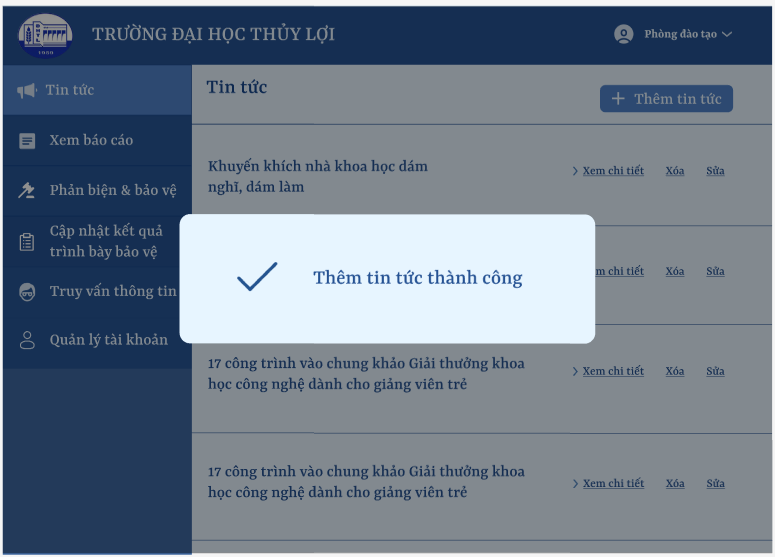 TRƯỜNG ĐẠI HỌC THỦY LỢI
Phòng đào tạo
Tin tức
Xem báo cáo
Phản biện & bảo vệ
Cập nhật kết quả
trình bày bảo vệ
Truy vấn thông tin
Quản lý tài khoản
Tin tức
+ Thêm tin tức
Khuyến khích nhà khoa học dám
nghĩ, dám làm
Xem chi tiết Xóa Sửa
Thêm tin tức thành công
m chi tiết Xóa Sửa
17 công trình vào chung khảo Giải thưởng khoa
học công nghệ dành cho giảng viên trẻ
Xem chi tiết Xóa Sửa
17 công trình vào chung khảo Giải thưởng khoa
học công nghệ dành cho giảng viên trẻ
Xem chi tiết Xóa Sửa